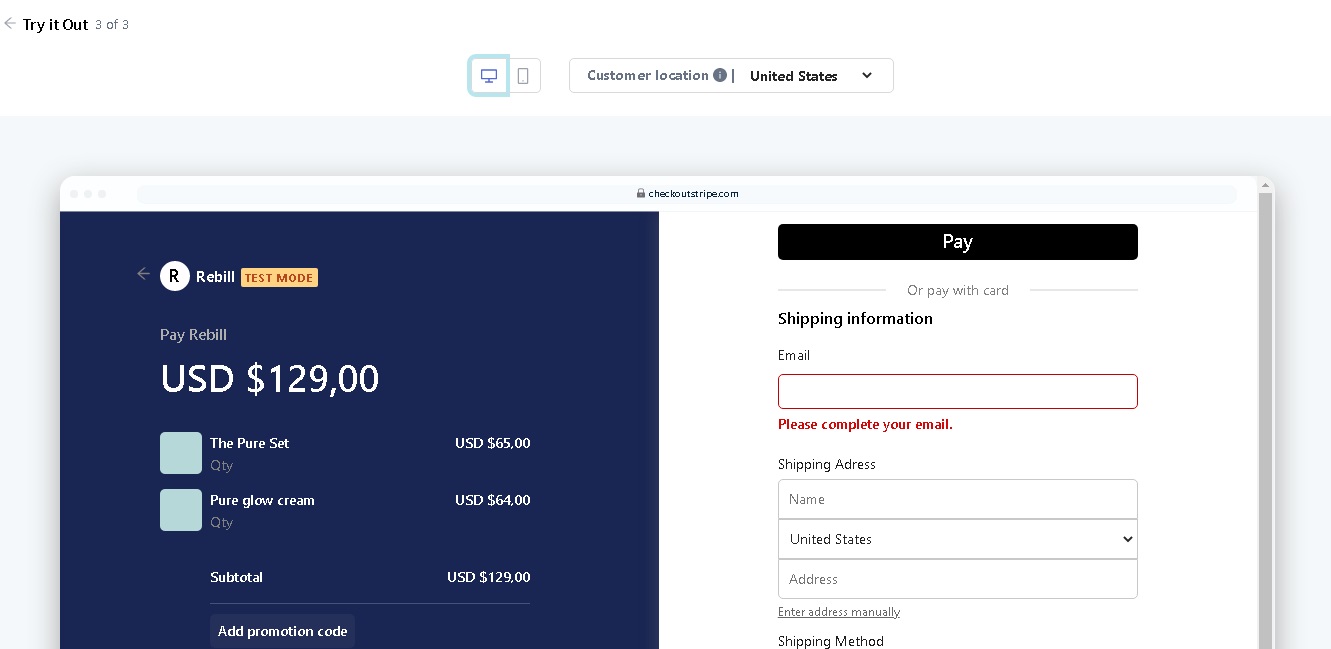 Try it Out 3 of 3
Customer location | United States
checkoutstripe.com
R Rebill TEST MODE
Pay Rebill
USD $129,00
The Pure Set USD $65,00
Qty
Pure glow cream USD $64,00
Qty
Subtotal USD $129,00
Add promotion code
Pay
Or pay with card
Shipping information
Email
Please complete your email.
Shipping Adress
Name
United States
Address
Enter address manually
Shipping Method